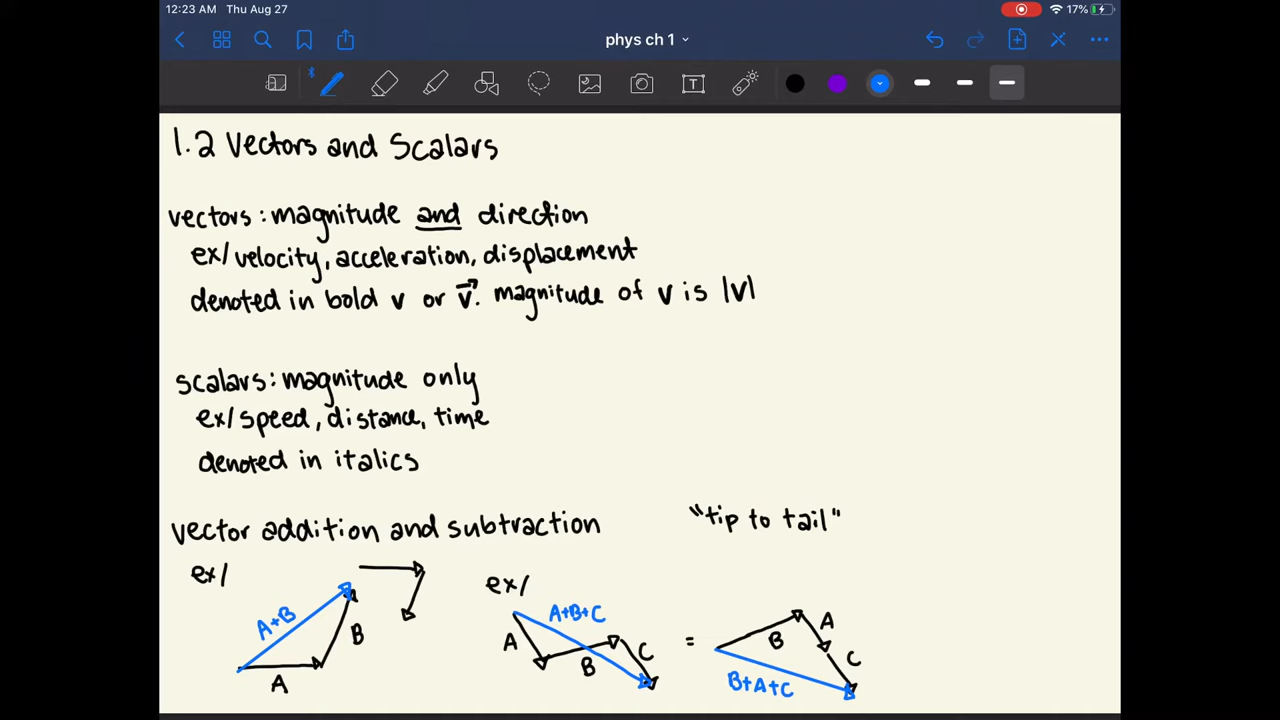 12:23 AM Thu Aug 27
17%
phys ch 1
T
1.2 Vectors and Scalars
vectors: magnitude and direction
ex/ velocity, acceleration, displacement
denoted in bold v or v⃗. magnitude of v is |v|
scalars: magnitude only
ex/ speed, distance, time
denoted in italics
vector addition and subtraction
"tip to tail"
ex/
A+B
B
A
ex/
A+B+C
A
B
C
=
B
A
C
B+A+C